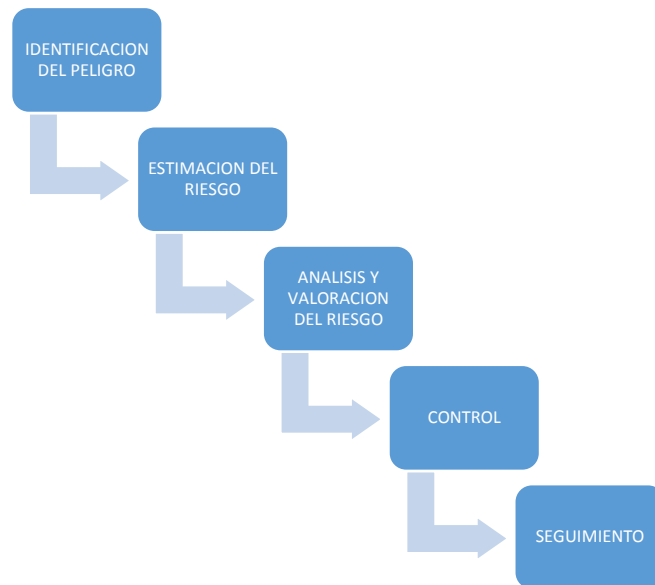 IDENTIFICACION
DEL PELIGRO
ESTIMACION DEL
RIESGO
ANALISIS Y
VALORACION
DEL RIESGO
CONTROL
SEGUIMIENTO